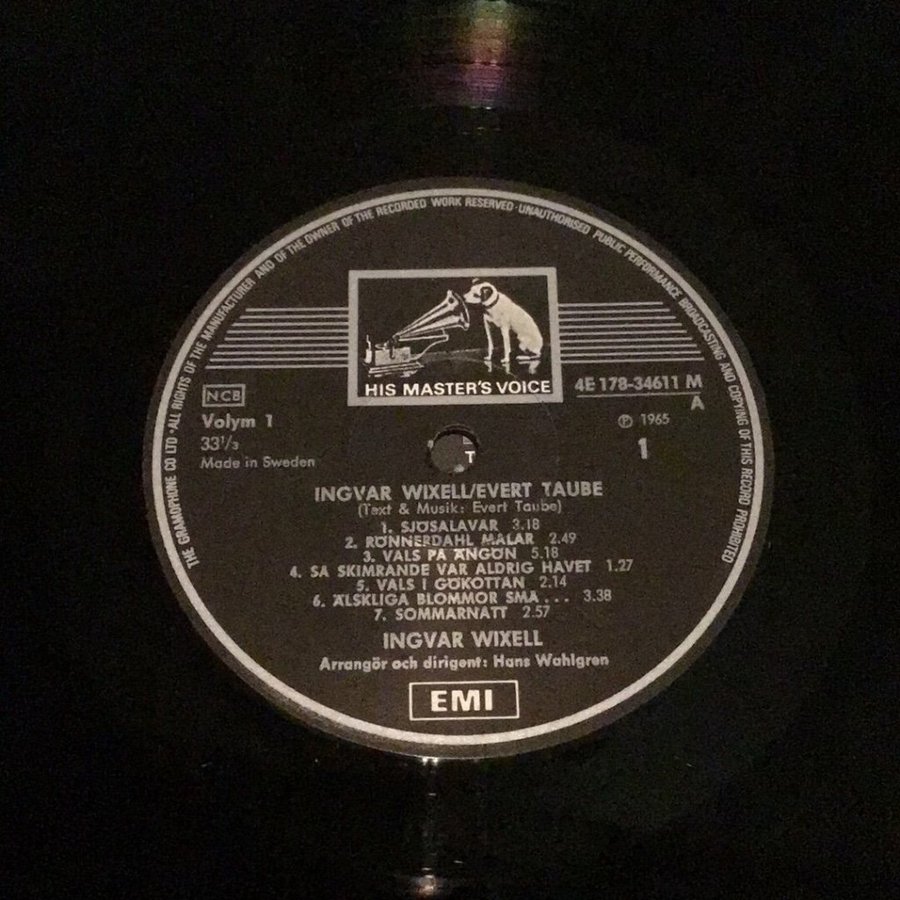 THE GRAMOPHONE CO LTD · ALL RIGHTS OF THE MANUFACTURER AND OF THE OWNER OF THE RECORDED WORK RESERVED · UNAUTHORISED PUBLIC PERFORMANCE BROADCASTING AND COPYING OF THIS RECORD PROHIBITED
HIS MASTER'S VOICE
NCB
Volym 1
33 1/3
Made in Sweden
4E 178-34611 M
A
℗ 1965
1
INGVAR WIXELL/EVERT TAUBE
(Text & Musik: Evert Taube)
1. SJÖSALAVÅR 3.18
2. RÖNNERDAHL MÅLAR 2.49
3. VALS PÅ ÄNGÖN 5.18
4. SÅ SKIMRANDE VAR ALDRIG HAVET 1.27
5. VALS I GÖKOTTAN 2.14
6. ÄLSKLIGA BLOMMOR SMÅ . . . 3.38
7. SOMMARNATT 2.57
INGVAR WIXELL
Arrangör och dirigent: Hans Wahlgren
EMI